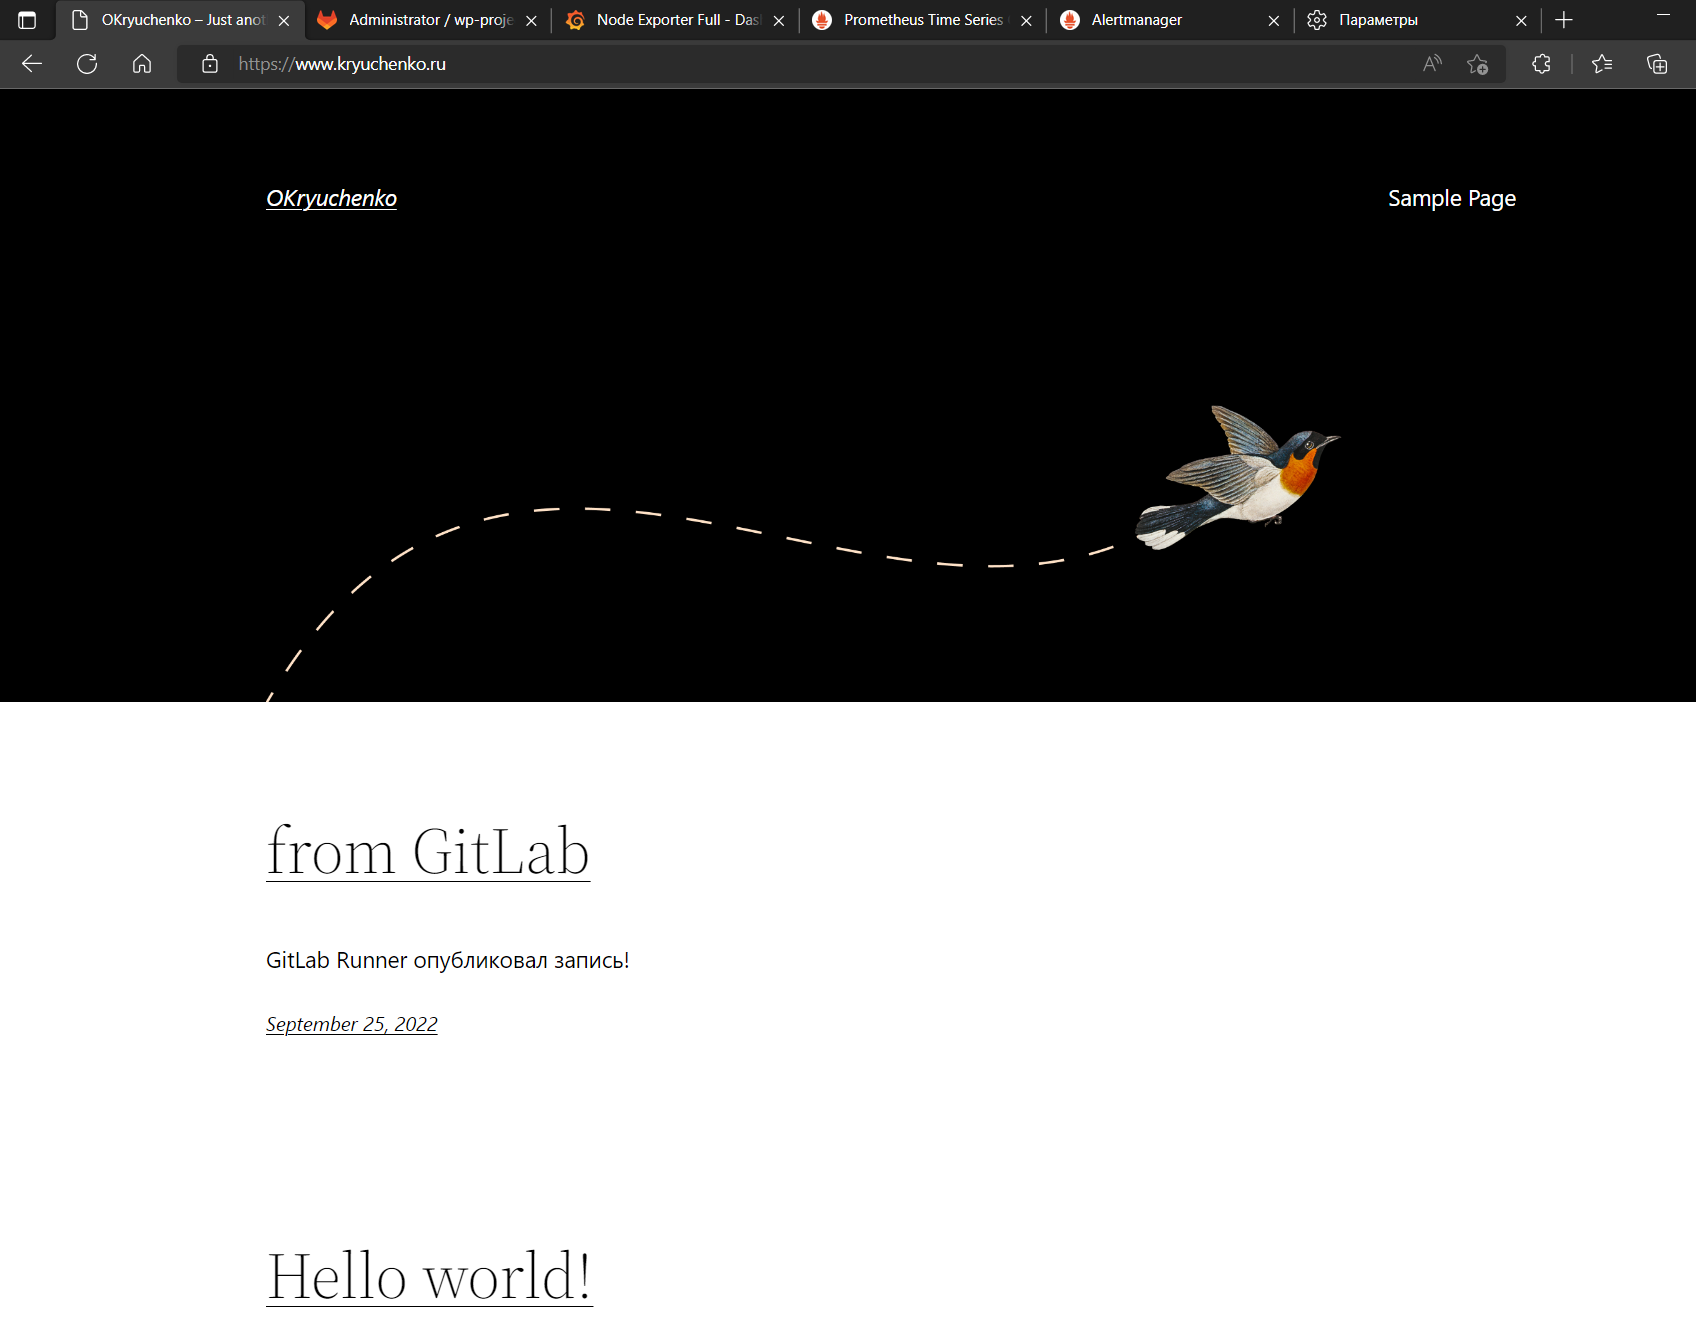 OKryuchenko – Just anot
Administrator / wp-proje
Node Exporter Full - Das
Prometheus Time Series
Alertmanager
Параметры
https://www.kryuchenko.ru
OKryuchenko
Sample Page
from GitLab
GitLab Runner опубликовал запись!
September 25, 2022
Hello world!